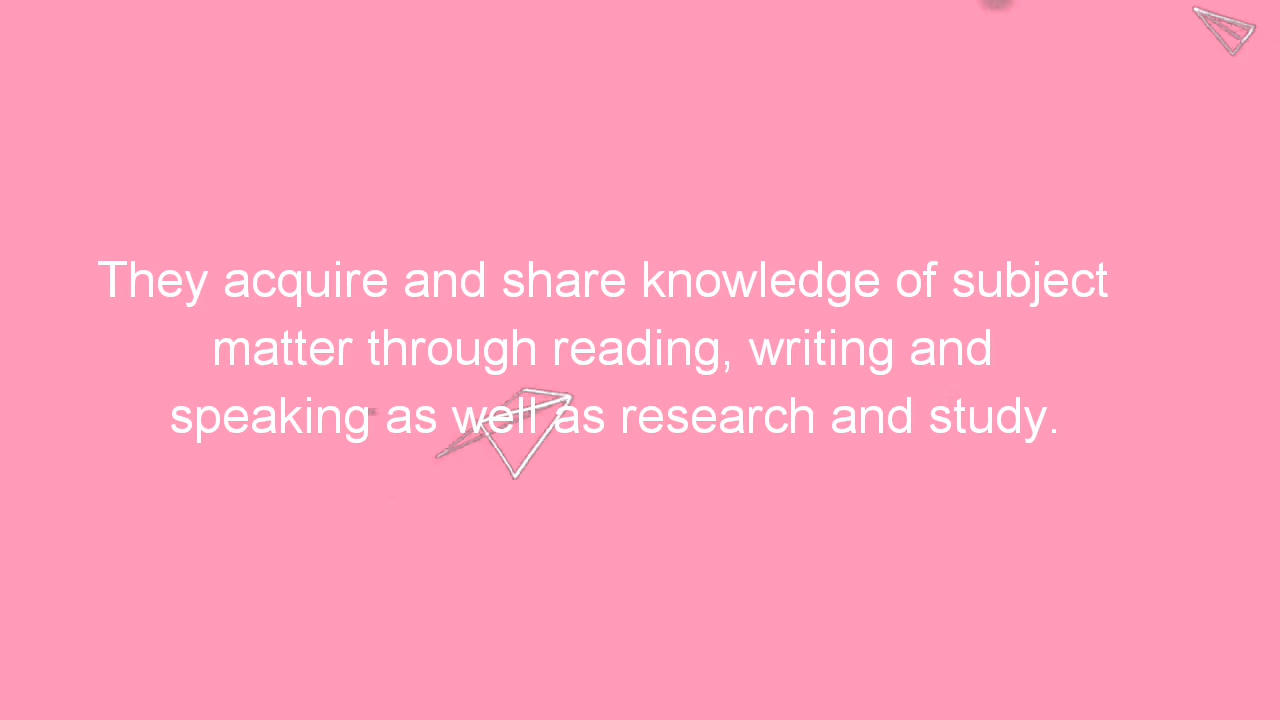 They acquire and share knowledge of subject
matter through reading, writing and
speaking as well as research and study.